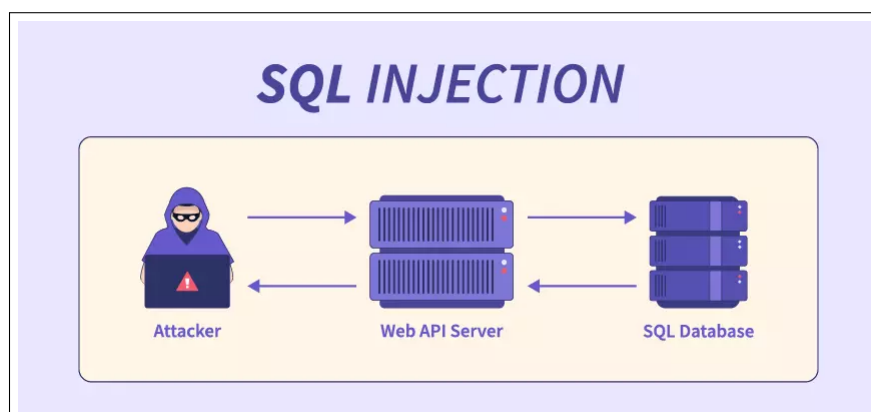 SQL INJECTION
Attacker
Web API Server
SQL Database